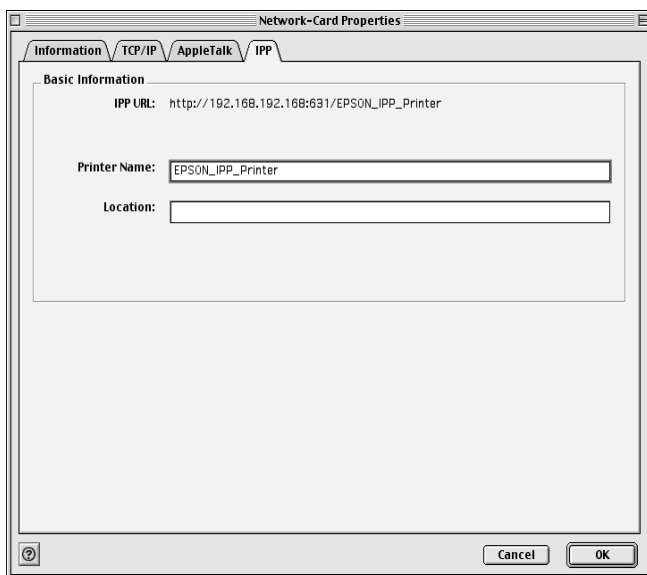 Network-Card Properties
Information TCP/IP AppleTalk IPP
Basic Information
IPP URL: http://192.168.192.168:631/EPSON_IPP_Printer
Printer Name: EPSON_IPP_Printer
Location:
? Cancel OK